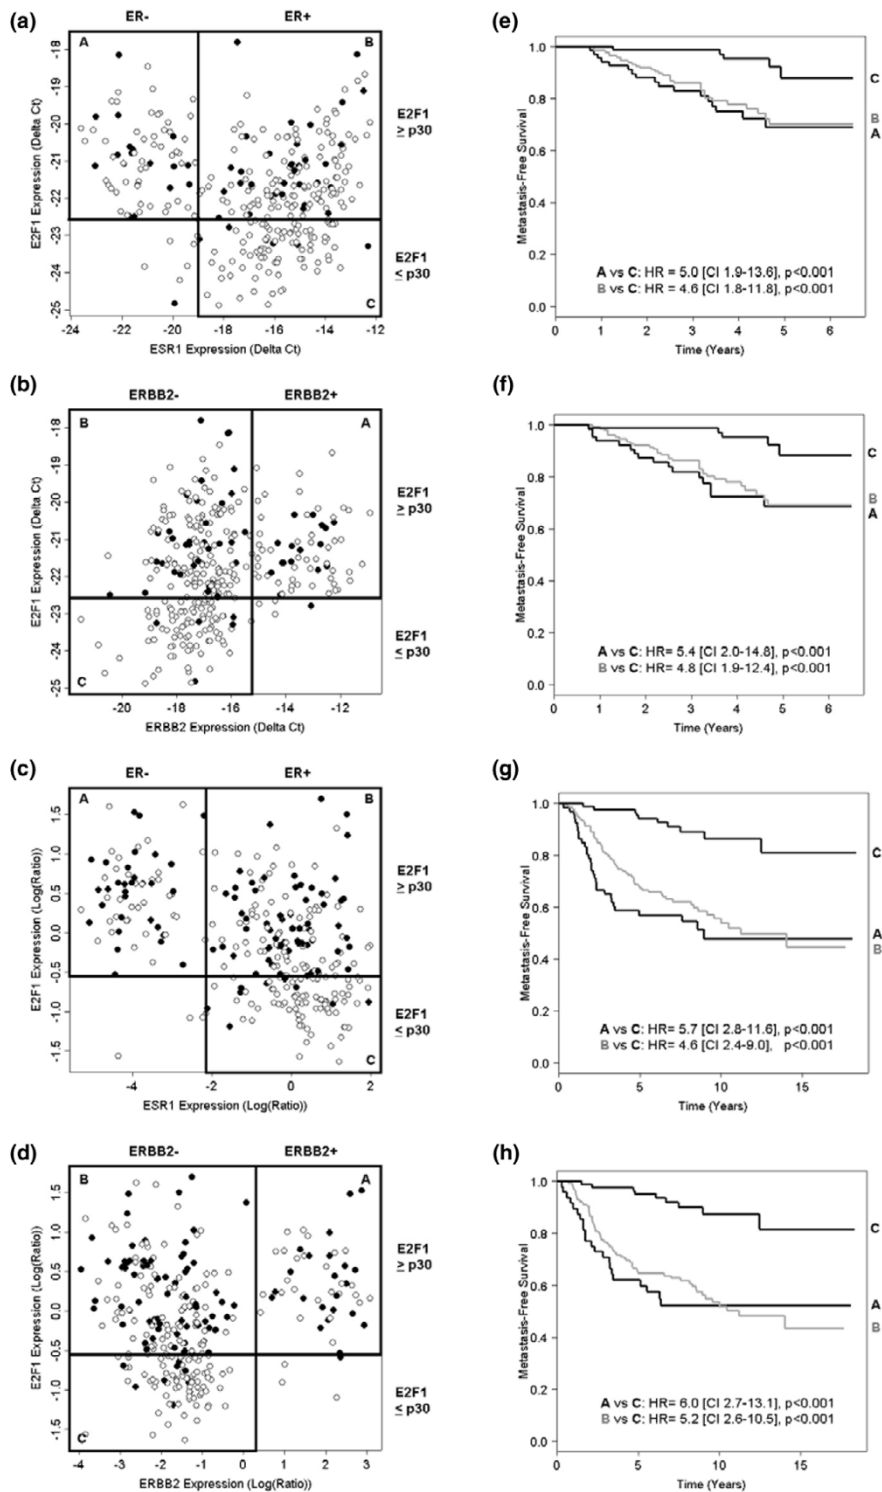 (a)
ER-
ER+
A
B
C
-18
-19
-20
-21
-22
-23
-24
-25
E2F1 Expression (Delta Ct)
E2F1
≥ p30
E2F1
≤ p30
-24
-22
-20
-18
-16
-14
-12
ESR1 Expression (Delta Ct)
(e)
1.0
0.8
0.6
0.4
0.2
0.0
Metastasis-Free Survival
C
B
A
A vs C: HR = 5.0 [CI 1.9-13.6], p<0.001
B vs C: HR = 4.6 [CI 1.8-11.8], p<0.001
0
1
2
3
4
5
6
Time (Years)
(b)
ERBB2-
ERBB2+
B
A
C
-18
-19
-20
-21
-22
-23
-24
-25
E2F1 Expression (Delta Ct)
E2F1
≥ p30
E2F1
≤ p30
-20
-18
-16
-14
-12
ERBB2 Expression (Delta Ct)
(f)
1.0
0.8
0.6
0.4
0.2
0.0
Metastasis-Free Survival
C
B
A
A vs C: HR= 5.4 [CI 2.0-14.8], p<0.001
B vs C: HR= 4.8 [CI 1.9-12.4], p<0.001
0
1
2
3
4
5
6
Time (Years)
(c)
ER-
ER+
A
B
C
1.5
1.0
0.5
0.0
-0.5
-1.0
-1.5
E2F1 Expression (Log(Ratio))
E2F1
≥ p30
E2F1
≤ p30
-4
-2
0
2
ESR1 Expression (Log(Ratio))
(g)
1.0
0.8
0.6
0.4
0.2
0.0
Metastasis-Free Survival
C
A
B
A vs C: HR= 5.7 [CI 2.8-11.6], p<0.001
B vs C: HR= 4.6 [CI 2.4-9.0], p<0.001
0
5
10
15
Time (Years)
(d)
ERBB2-
ERBB2+
B
A
C
1.5
1.0
0.5
0.0
-0.5
-1.0
-1.5
E2F1 Expression (Log(Ratio))
E2F1
≥ p30
E2F1
≤ p30
-4
-3
-2
-1
0
1
2
3
ERBB2 Expression (Log(Ratio))
(h)
1.0
0.8
0.6
0.4
0.2
0.0
Metastasis-Free Survival
C
A
B
A vs C: HR= 6.0 [CI 2.7-13.1], p<0.001
B vs C: HR= 5.2 [CI 2.6-10.5], p<0.001
0
5
10
15
Time (Years)